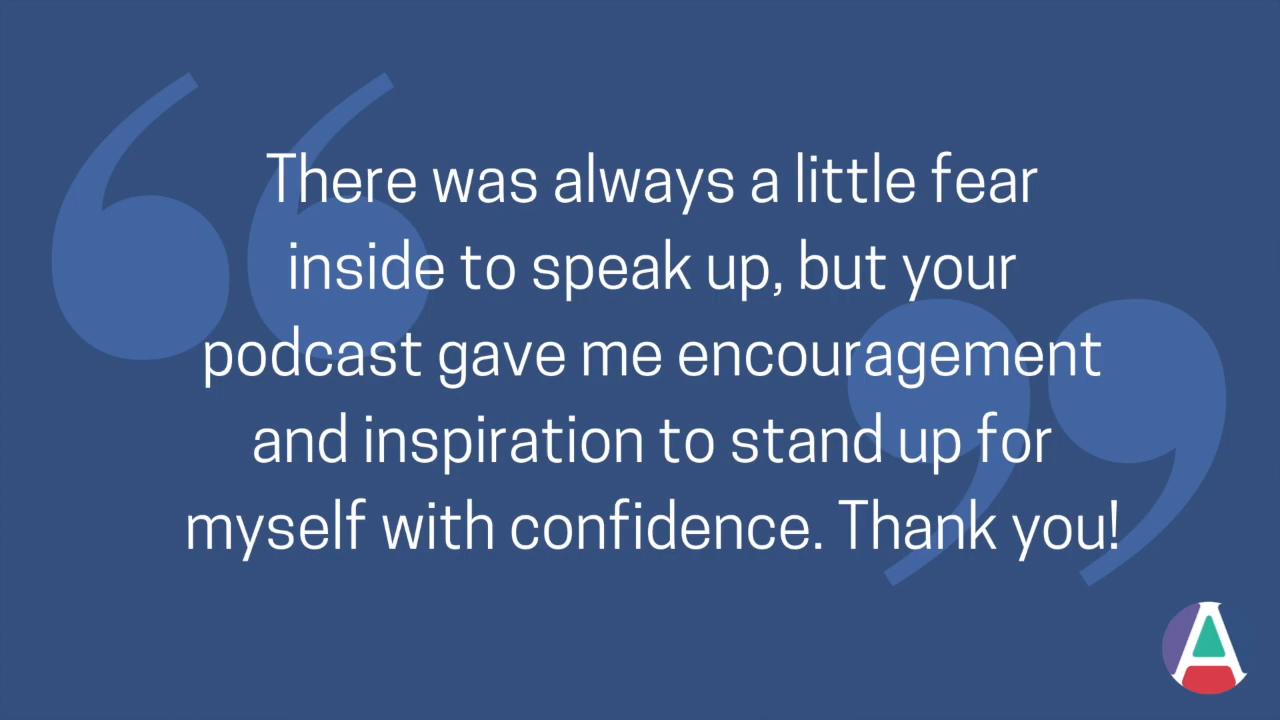 There was always a little fear
inside to speak up, but your
podcast gave me encouragement
and inspiration to stand up for
myself with confidence. Thank you!
A